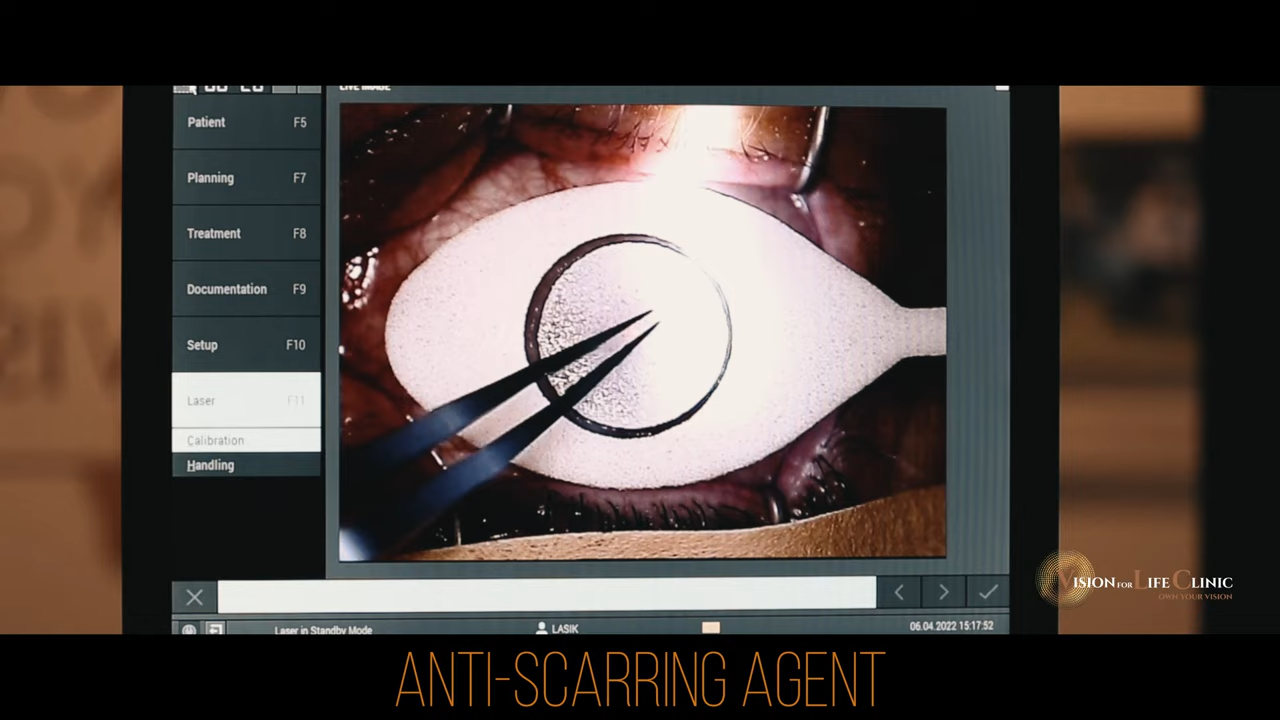 LIVE IMAGE
Patient F5
Planning F7
Treatment F8
Documentation F9
Setup F10
Laser F11
Calibration
Handling
Laser in Standby Mode LASIK 06.04.2022 15:17:52
VISION FOR LIFE CLINIC
OWN YOUR VISION
ANTI-SCARRING AGENT